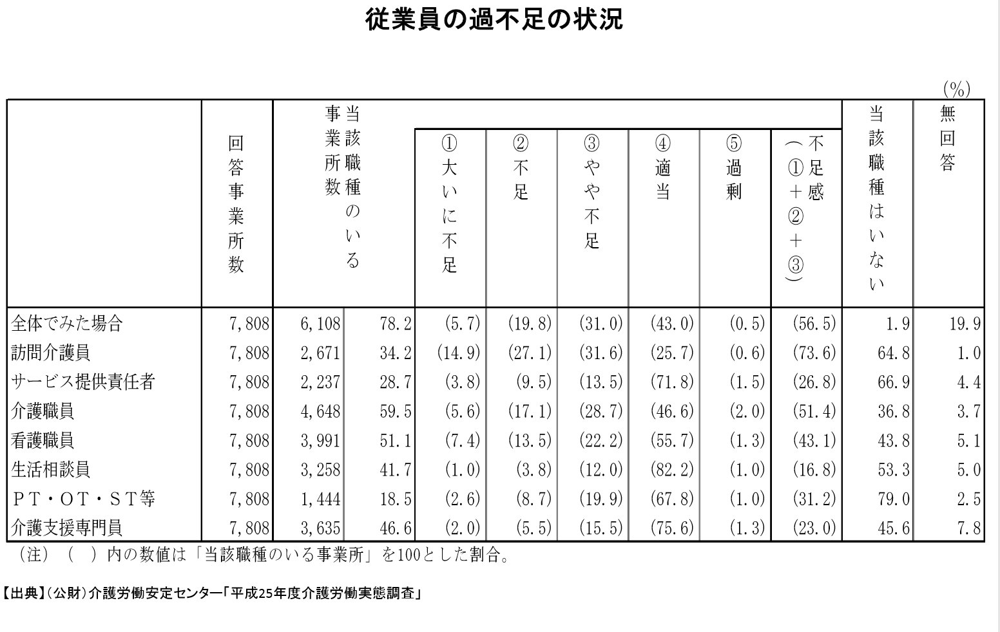 従業員の過不足の状況
(%)
回答事業所数
当該職種のいる
事業所数
①大いに不足
②不足
③やや不足
④適当
⑤過剰
不足感
(①+②+③)
当該職種はいない
無回答
全体でみた場合 7,808 6,108 78.2 (5.7) (19.8) (31.0) (43.0) (0.5) (56.5) 1.9 19.9
訪問介護員 7,808 2,671 34.2 (14.9) (27.1) (31.6) (25.7) (0.6) (73.6) 64.8 1.0
サービス提供責任者 7,808 2,237 28.7 (3.8) (9.5) (13.5) (71.8) (1.5) (26.8) 66.9 4.4
介護職員 7,808 4,648 59.5 (5.6) (17.1) (28.7) (46.6) (2.0) (51.4) 36.8 3.7
看護職員 7,808 3,991 51.1 (7.4) (13.5) (22.2) (55.7) (1.3) (43.1) 43.8 5.1
生活相談員 7,808 3,258 41.7 (1.0) (3.8) (12.0) (82.2) (1.0) (16.8) 53.3 5.0
ＰＴ・ＯＴ・ＳＴ等 7,808 1,444 18.5 (2.6) (8.7) (19.9) (67.8) (1.0) (31.2) 79.0 2.5
介護支援専門員 7,808 3,635 46.6 (2.0) (5.5) (15.5) (75.6) (1.3) (23.0) 45.6 7.8
（注）（　）内の数値は「当該職種のいる事業所」を100とした割合。
【出典】（公財）介護労働安定センター「平成25年度介護労働実態調査」